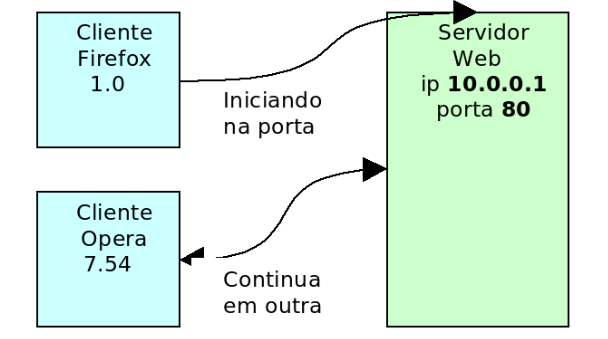 Cliente
Firefox
1.0
Servidor
Web
ip 10.0.0.1
porta 80
Iniciando
na porta
Cliente
Opera
7.54
Continua
em outra